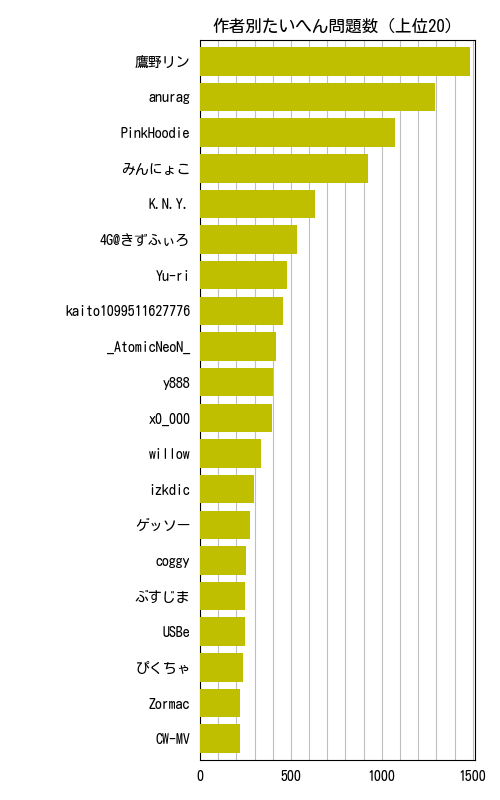 作者別たいへん問題数 (上位20)
鷹野リン
anurag
PinkHoodie
みんにょこ
K.N.Y.
4G@きずふぃろ
Yu-ri
kaito1099511627776
_AtomicNeoN_
y888
x0_000
willow
izkdic
ゲッソー
coggy
ぶすじま
USBe
ぴくちゃ
Zormac
CW-MV
0 500 1000 1500